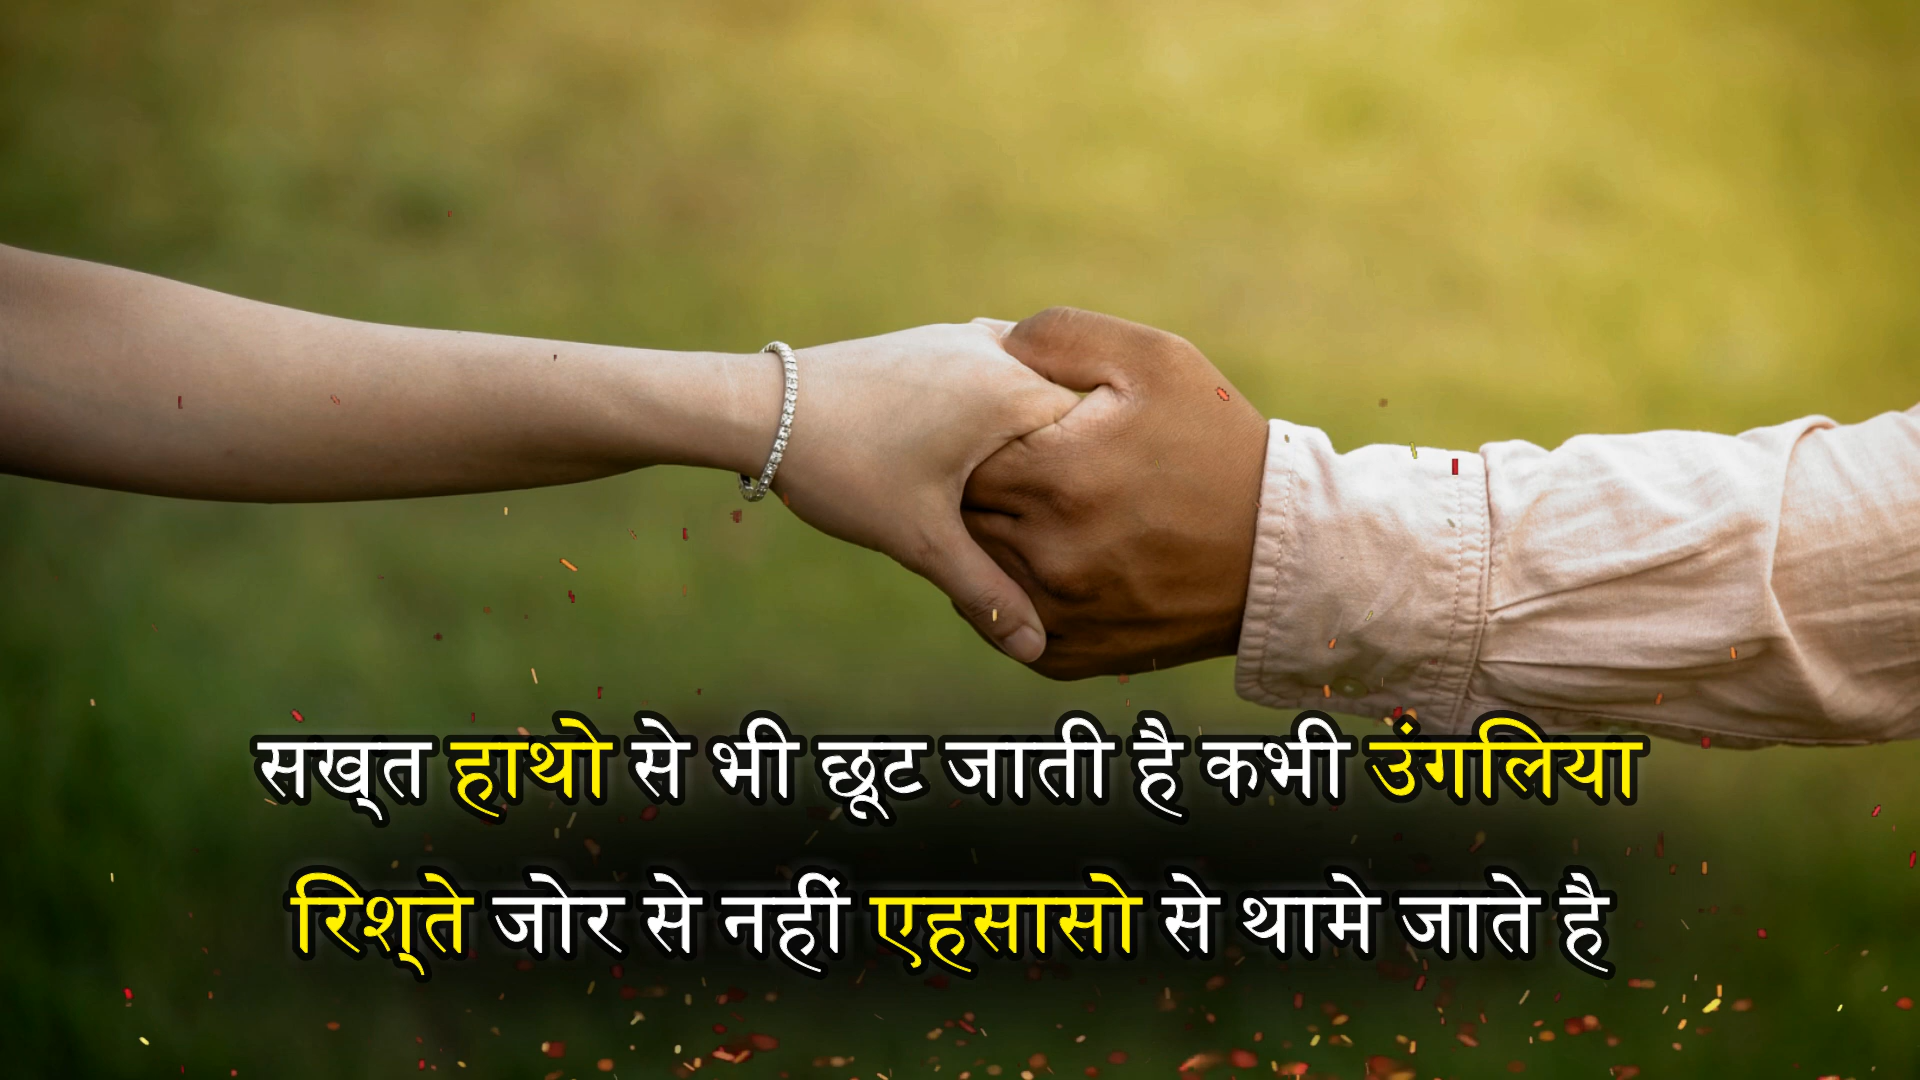 सख्त हाथो से भी छूट जाती है कभी उंगलिया
रिश्ते जोर से नहीं एहसासो से थामे जाते है